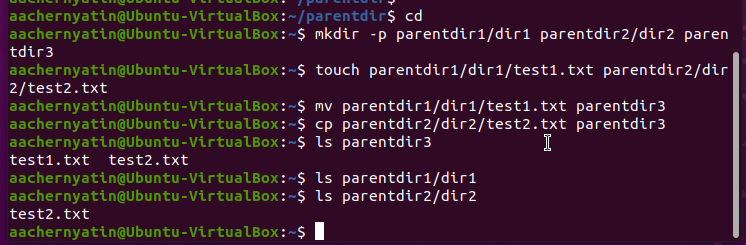 aachernyatin@Ubuntu-VirtualBox:~/parentdir$ cd
aachernyatin@Ubuntu-VirtualBox:~$ mkdir -p parentdir1/dir1 parentdir2/dir2 paren
tdir3
aachernyatin@Ubuntu-VirtualBox:~$ touch parentdir1/dir1/test1.txt parentdir2/dir
2/test2.txt
aachernyatin@Ubuntu-VirtualBox:~$ mv parentdir1/dir1/test1.txt parentdir3
aachernyatin@Ubuntu-VirtualBox:~$ cp parentdir2/dir2/test2.txt parentdir3
aachernyatin@Ubuntu-VirtualBox:~$ ls parentdir3
test1.txt  test2.txt
aachernyatin@Ubuntu-VirtualBox:~$ ls parentdir1/dir1
aachernyatin@Ubuntu-VirtualBox:~$ ls parentdir2/dir2
test2.txt
aachernyatin@Ubuntu-VirtualBox:~$